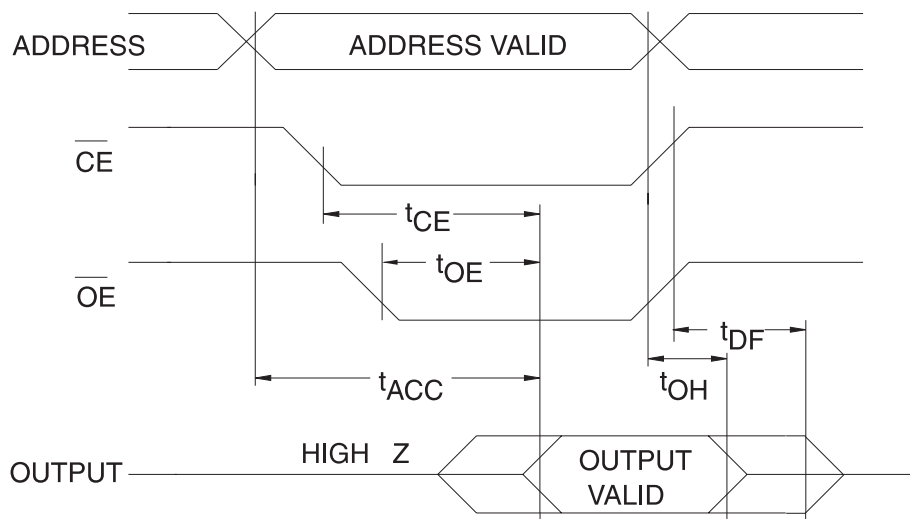 ADDRESS
ADDRESS VALID
CE
tCE
tOE
OE
tDF
tACC
tOH
HIGH Z
OUTPUT
OUTPUT
VALID